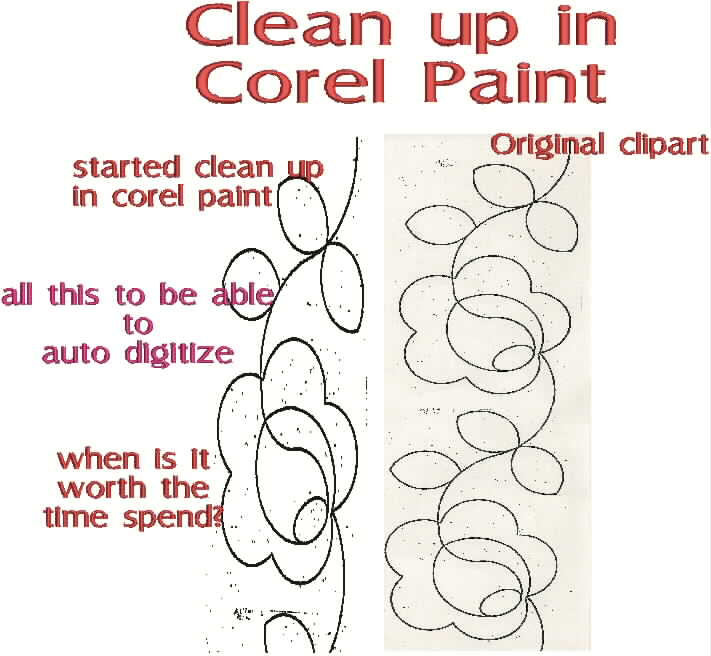 Clean up in
Corel Paint
Original clipart
started clean up
in corel paint
all this to be able
to
auto digitize
when is it
worth the
time spend?